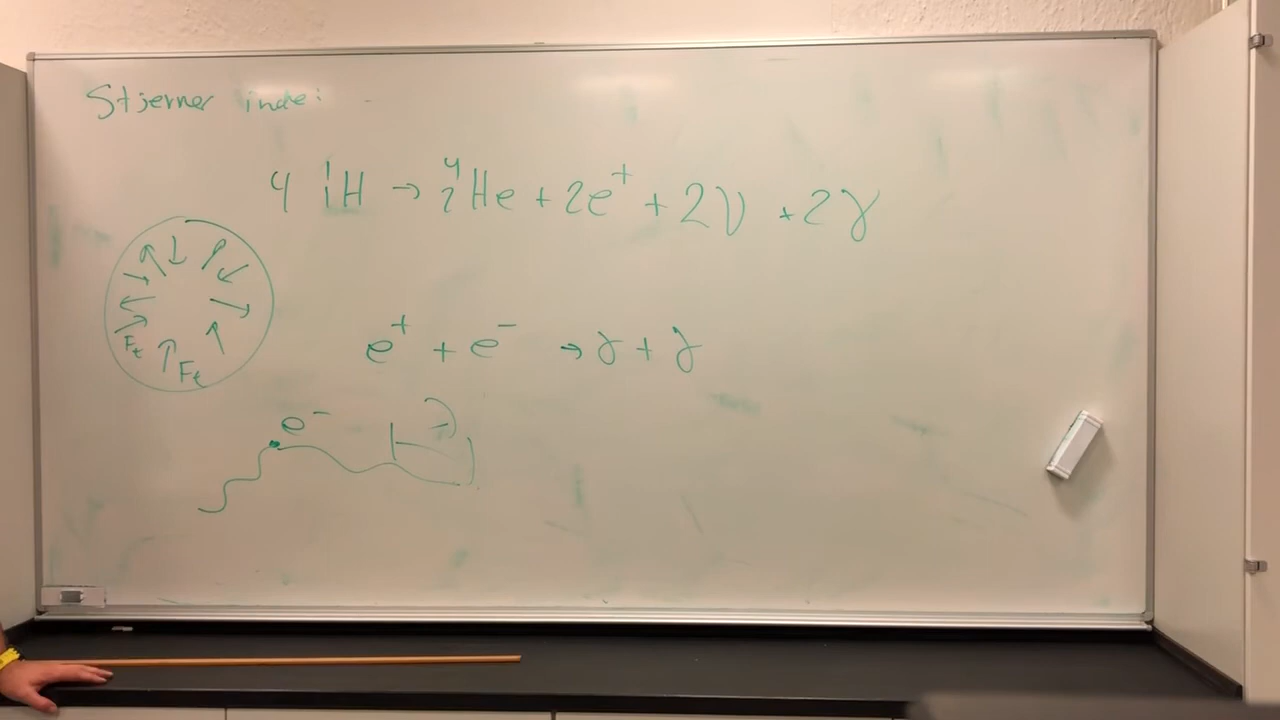 Stjerner inde:
4 ¹₁H → ⁴₂He + 2e⁺ + 2ν + 2γ
e⁺ + e⁻ → γ + γ
Ft
Ft
e⁻